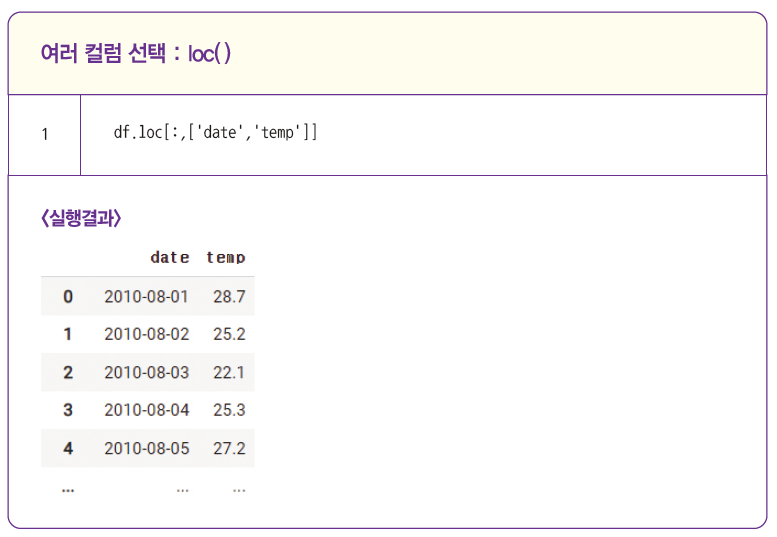 여러 컬럼 선택 : loc()
1 df.loc[:,['date','temp']]
<실행결과>
date temp
0 2010-08-01 28.7
1 2010-08-02 25.2
2 2010-08-03 22.1
3 2010-08-04 25.3
4 2010-08-05 27.2
... ... ...